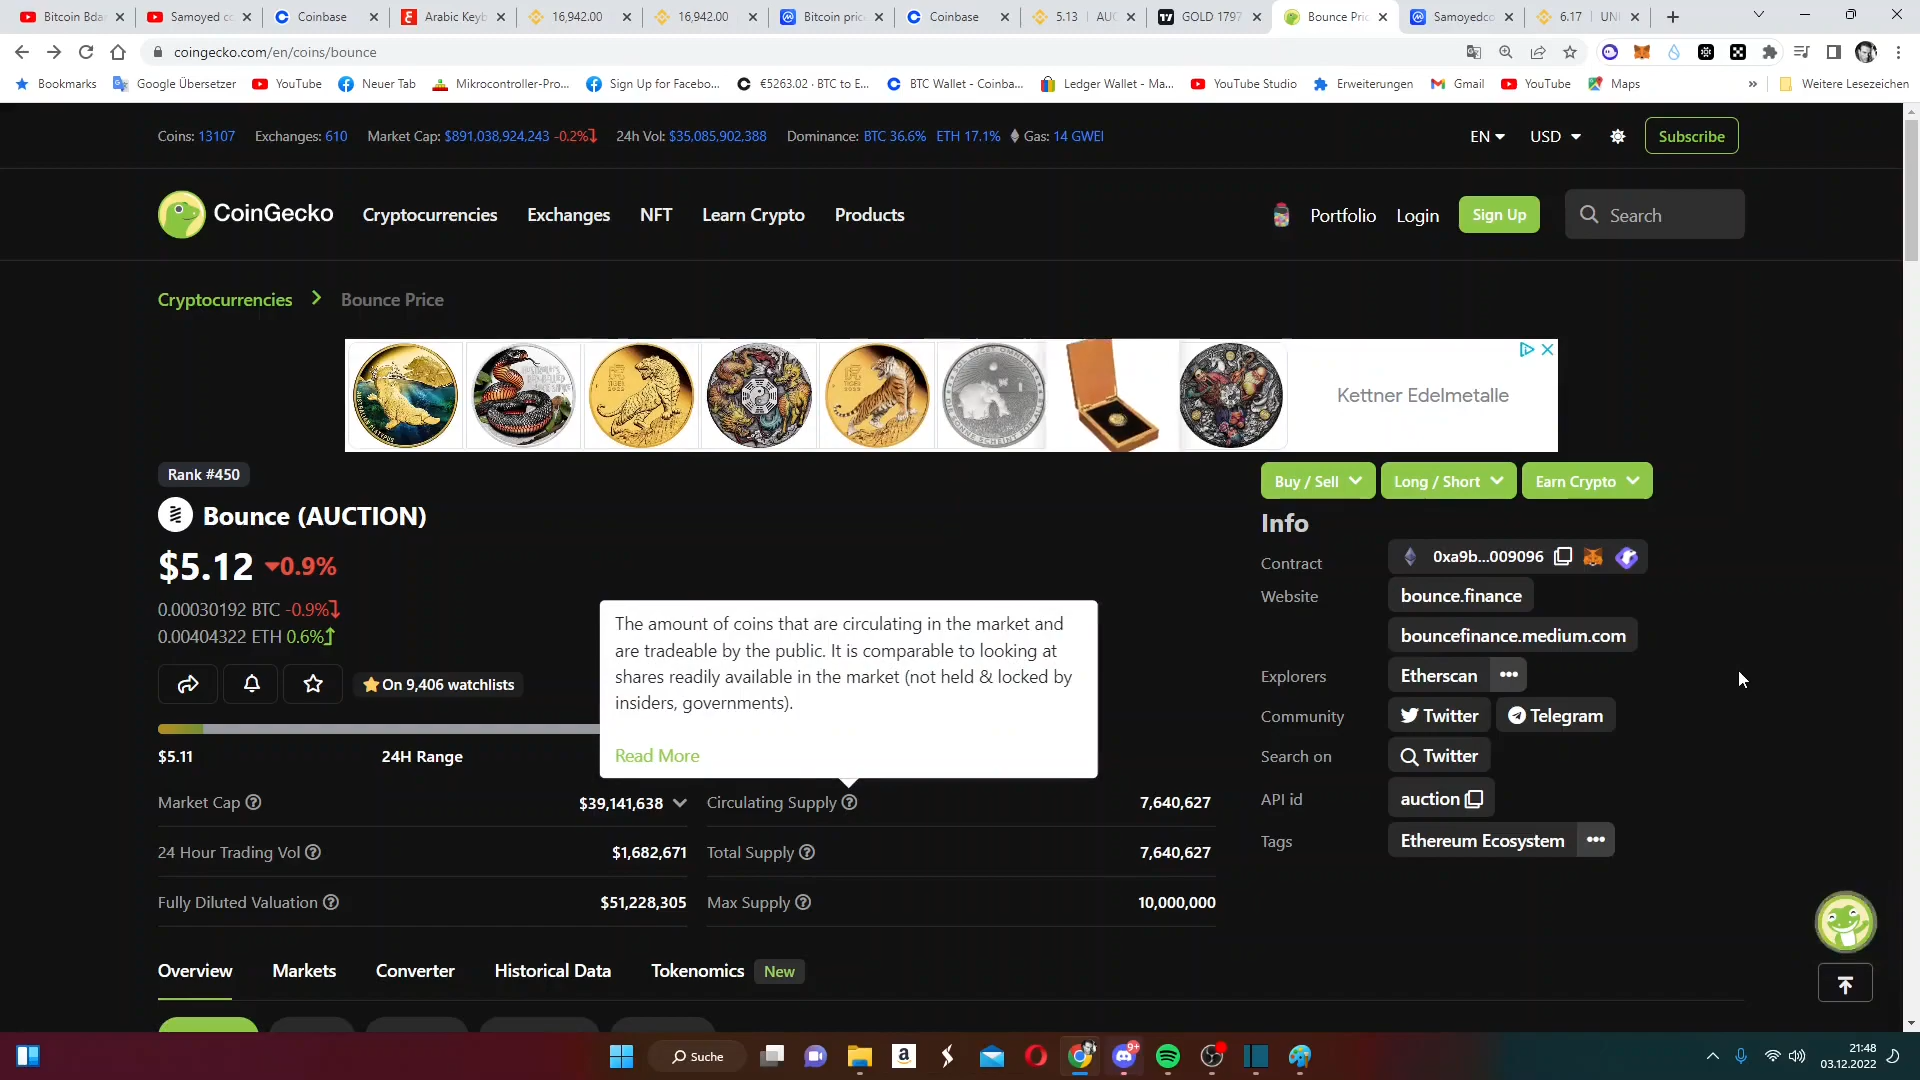 Bitcoin Bda
Samoyed co
Coinbase
Arabic Keyb
16,942.00
16,942.00
Bitcoin pric
Coinbase
5.13 | AUC
GOLD 1797
Bounce Pric
Samoyedco
6.17 | UNI
coingecko.com/en/coins/bounce
Bookmarks
Google Übersetzer
YouTube
Neuer Tab
Mikrocontroller-Pro...
Sign Up for Facebo...
€5263.02 · BTC to E...
BTC Wallet - Coinba...
Ledger Wallet - Ma...
YouTube Studio
Erweiterungen
Gmail
YouTube
Maps
»
Weitere Lesezeichen
Coins: 13107 Exchanges: 610 Market Cap: $891,038,924,243 -0.2% 24h Vol: $35,085,902,388 Dominance: BTC 36.6% ETH 17.1% Gas: 14 GWEI
EN USD Subscribe
CoinGecko Cryptocurrencies Exchanges NFT Learn Crypto Products
Portfolio Login Sign Up Search
Cryptocurrencies > Bounce Price
Kettner Edelmetalle
Rank #450
Bounce (AUCTION)
$5.12 0.9%
0.00030192 BTC -0.9%
0.00404322 ETH 0.6%
On 9,406 watchlists
$5.11 24H Range
The amount of coins that are circulating in the market and
are tradeable by the public. It is comparable to looking at
shares readily available in the market (not held & locked by
insiders, governments).
Read More
Market Cap $39,141,638
24 Hour Trading Vol $1,682,671
Fully Diluted Valuation $51,228,305
Circulating Supply 7,640,627
Total Supply 7,640,627
Max Supply 10,000,000
Buy / Sell Long / Short Earn Crypto
Info
Contract 0xa9b...009096
Website bounce.finance
bouncefinance.medium.com
Explorers Etherscan •••
Community Twitter Telegram
Search on Twitter
API id auction
Tags Ethereum Ecosystem •••
Overview Markets Converter Historical Data Tokenomics New
Suche
9+
21:48
03.12.2022